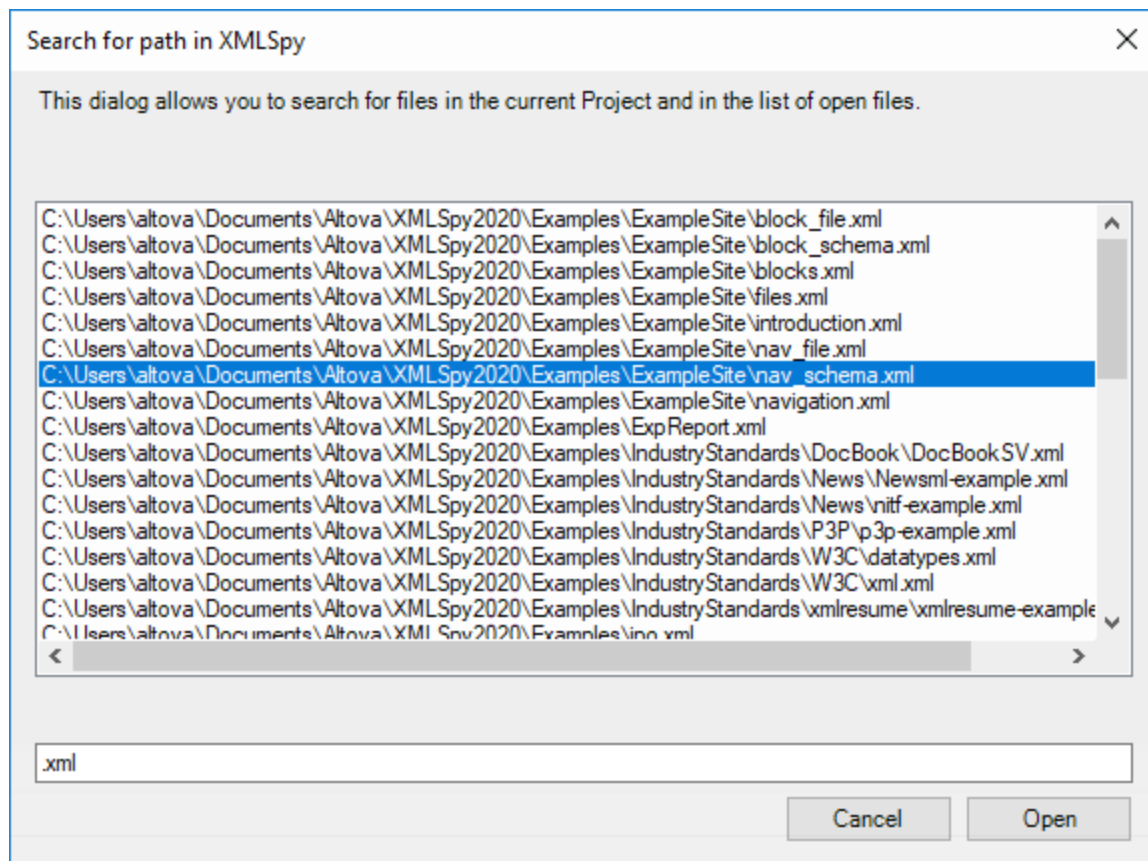 Search for path in XMLSpy
This dialog allows you to search for files in the current Project and in the list of open files.
C:\Users\altova\Documents\Altova\XMLSpy2020\Examples\ExampleSite\block_file.xml
C:\Users\altova\Documents\Altova\XMLSpy2020\Examples\ExampleSite\block_schema.xml
C:\Users\altova\Documents\Altova\XMLSpy2020\Examples\ExampleSite\blocks.xml
C:\Users\altova\Documents\Altova\XMLSpy2020\Examples\ExampleSite\files.xml
C:\Users\altova\Documents\Altova\XMLSpy2020\Examples\ExampleSite\introduction.xml
C:\Users\altova\Documents\Altova\XMLSpy2020\Examples\ExampleSite\nav_file.xml
C:\Users\altova\Documents\Altova\XMLSpy2020\Examples\ExampleSite\nav_schema.xml
C:\Users\altova\Documents\Altova\XMLSpy2020\Examples\ExampleSite\navigation.xml
C:\Users\altova\Documents\Altova\XMLSpy2020\Examples\ExpReport.xml
C:\Users\altova\Documents\Altova\XMLSpy2020\Examples\IndustryStandards\DocBook\DocBookSV.xml
C:\Users\altova\Documents\Altova\XMLSpy2020\Examples\IndustryStandards\News\Newsml-example.xml
C:\Users\altova\Documents\Altova\XMLSpy2020\Examples\IndustryStandards\News\nitf-example.xml
C:\Users\altova\Documents\Altova\XMLSpy2020\Examples\IndustryStandards\P3P\p3p-example.xml
C:\Users\altova\Documents\Altova\XMLSpy2020\Examples\IndustryStandards\W3C\datatypes.xml
C:\Users\altova\Documents\Altova\XMLSpy2020\Examples\IndustryStandards\W3C\xml.xml
C:\Users\altova\Documents\Altova\XMLSpy2020\Examples\IndustryStandards\xmlresume\xmlresume-example
C:\Users\altova\Documents\Altova\XMLSpy2020\Examples\ipo.xml
.xml
Cancel Open